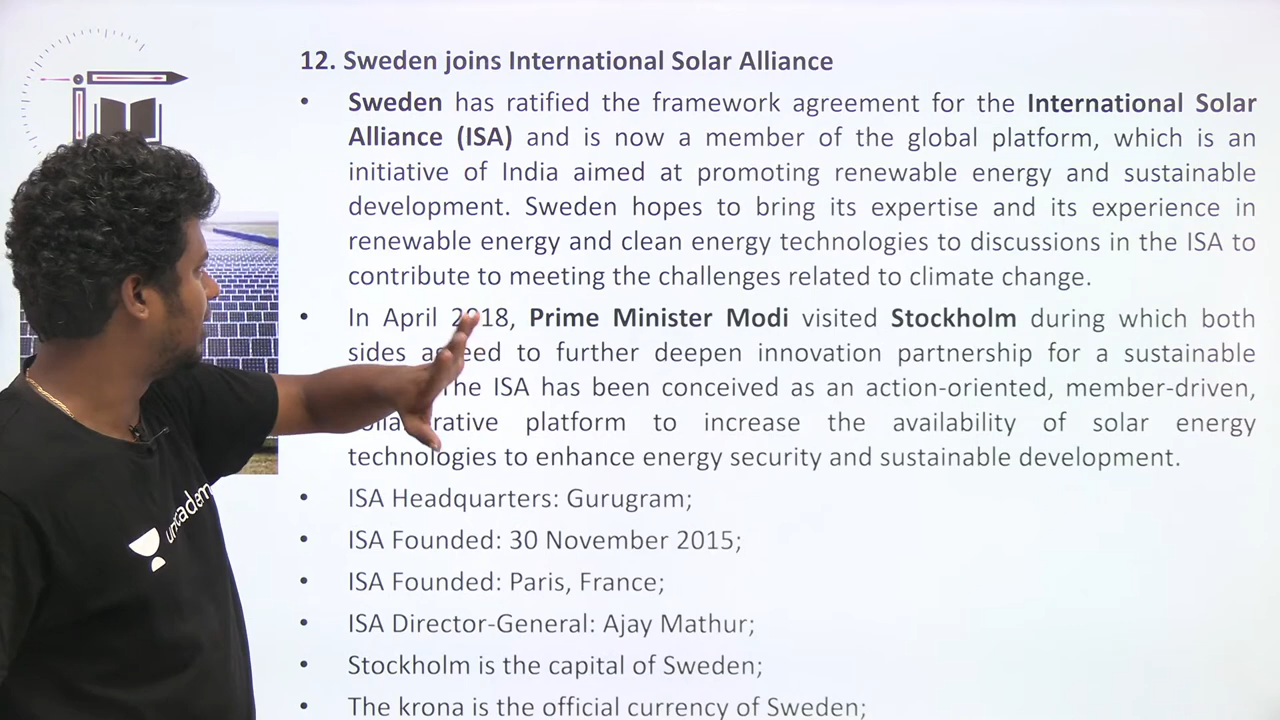 12. Sweden joins International Solar Alliance
• Sweden has ratified the framework agreement for the International Solar
Alliance (ISA) and is now a member of the global platform, which is an
initiative of India aimed at promoting renewable energy and sustainable
development. Sweden hopes to bring its expertise and its experience in
renewable energy and clean energy technologies to discussions in the ISA to
contribute to meeting the challenges related to climate change.
• In April 2018, Prime Minister Modi visited Stockholm during which both
sides agreed to further deepen innovation partnership for a sustainable
The ISA has been conceived as an action-oriented, member-driven,
collaborative platform to increase the availability of solar energy
technologies to enhance energy security and sustainable development.
• ISA Headquarters: Gurugram;
• ISA Founded: 30 November 2015;
• ISA Founded: Paris, France;
• ISA Director-General: Ajay Mathur;
• Stockholm is the capital of Sweden;
• The krona is the official currency of Sweden;
unacademy